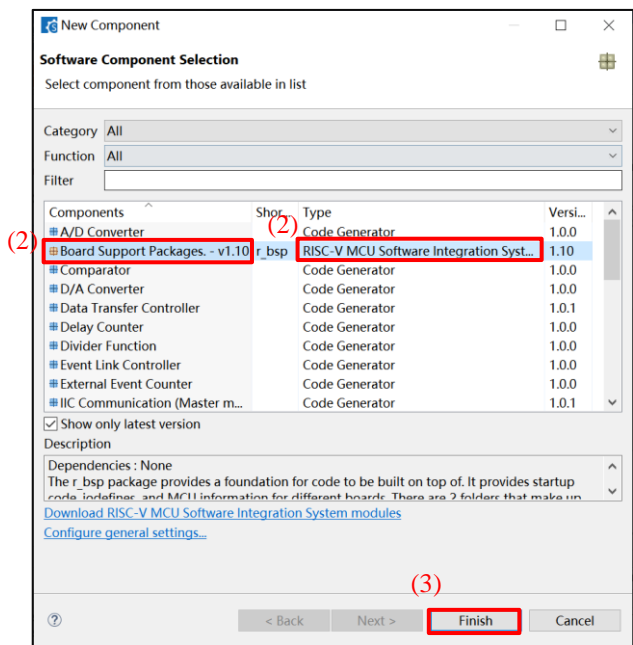 New Component
Software Component Selection
Select component from those available in list
Category All
Function All
Filter
Components Shor... Type Versi...
A/D Converter Code Generator 1.0.0
(2) Board Support Packages. - v1.10 r_bsp (2) RISC-V MCU Software Integration Syst... 1.10
Comparator Code Generator 1.0.0
D/A Converter Code Generator 1.0.0
Data Transfer Controller Code Generator 1.0.1
Delay Counter Code Generator 1.0.0
Divider Function Code Generator 1.0.0
Event Link Controller Code Generator 1.0.0
External Event Counter Code Generator 1.0.0
IIC Communication (Master m... Code Generator 1.0.1
Show only latest version
Description
Dependencies : None
The r_bsp package provides a foundation for code to be built on top of. It provides startup
code, iodefines, and MCU information for different boards. There are 2 folders that make up
Download RISC-V MCU Software Integration System modules
Configure general settings...
(3)
? < Back Next > Finish Cancel